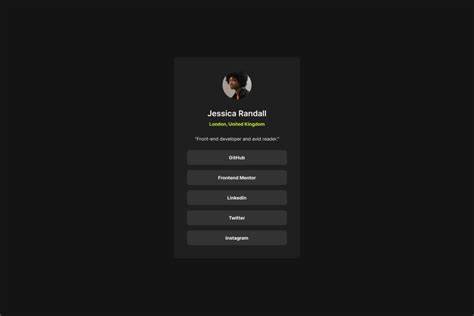 Jessica Randall
London, United Kingdom
"Front-end developer and avid reader."
GitHub
Frontend Mentor
LinkedIn
Twitter
Instagram